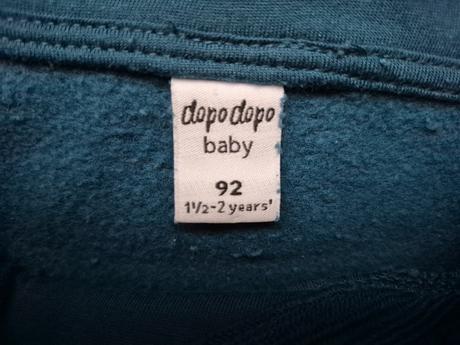 dopodopo
baby
92
1½-2 years'